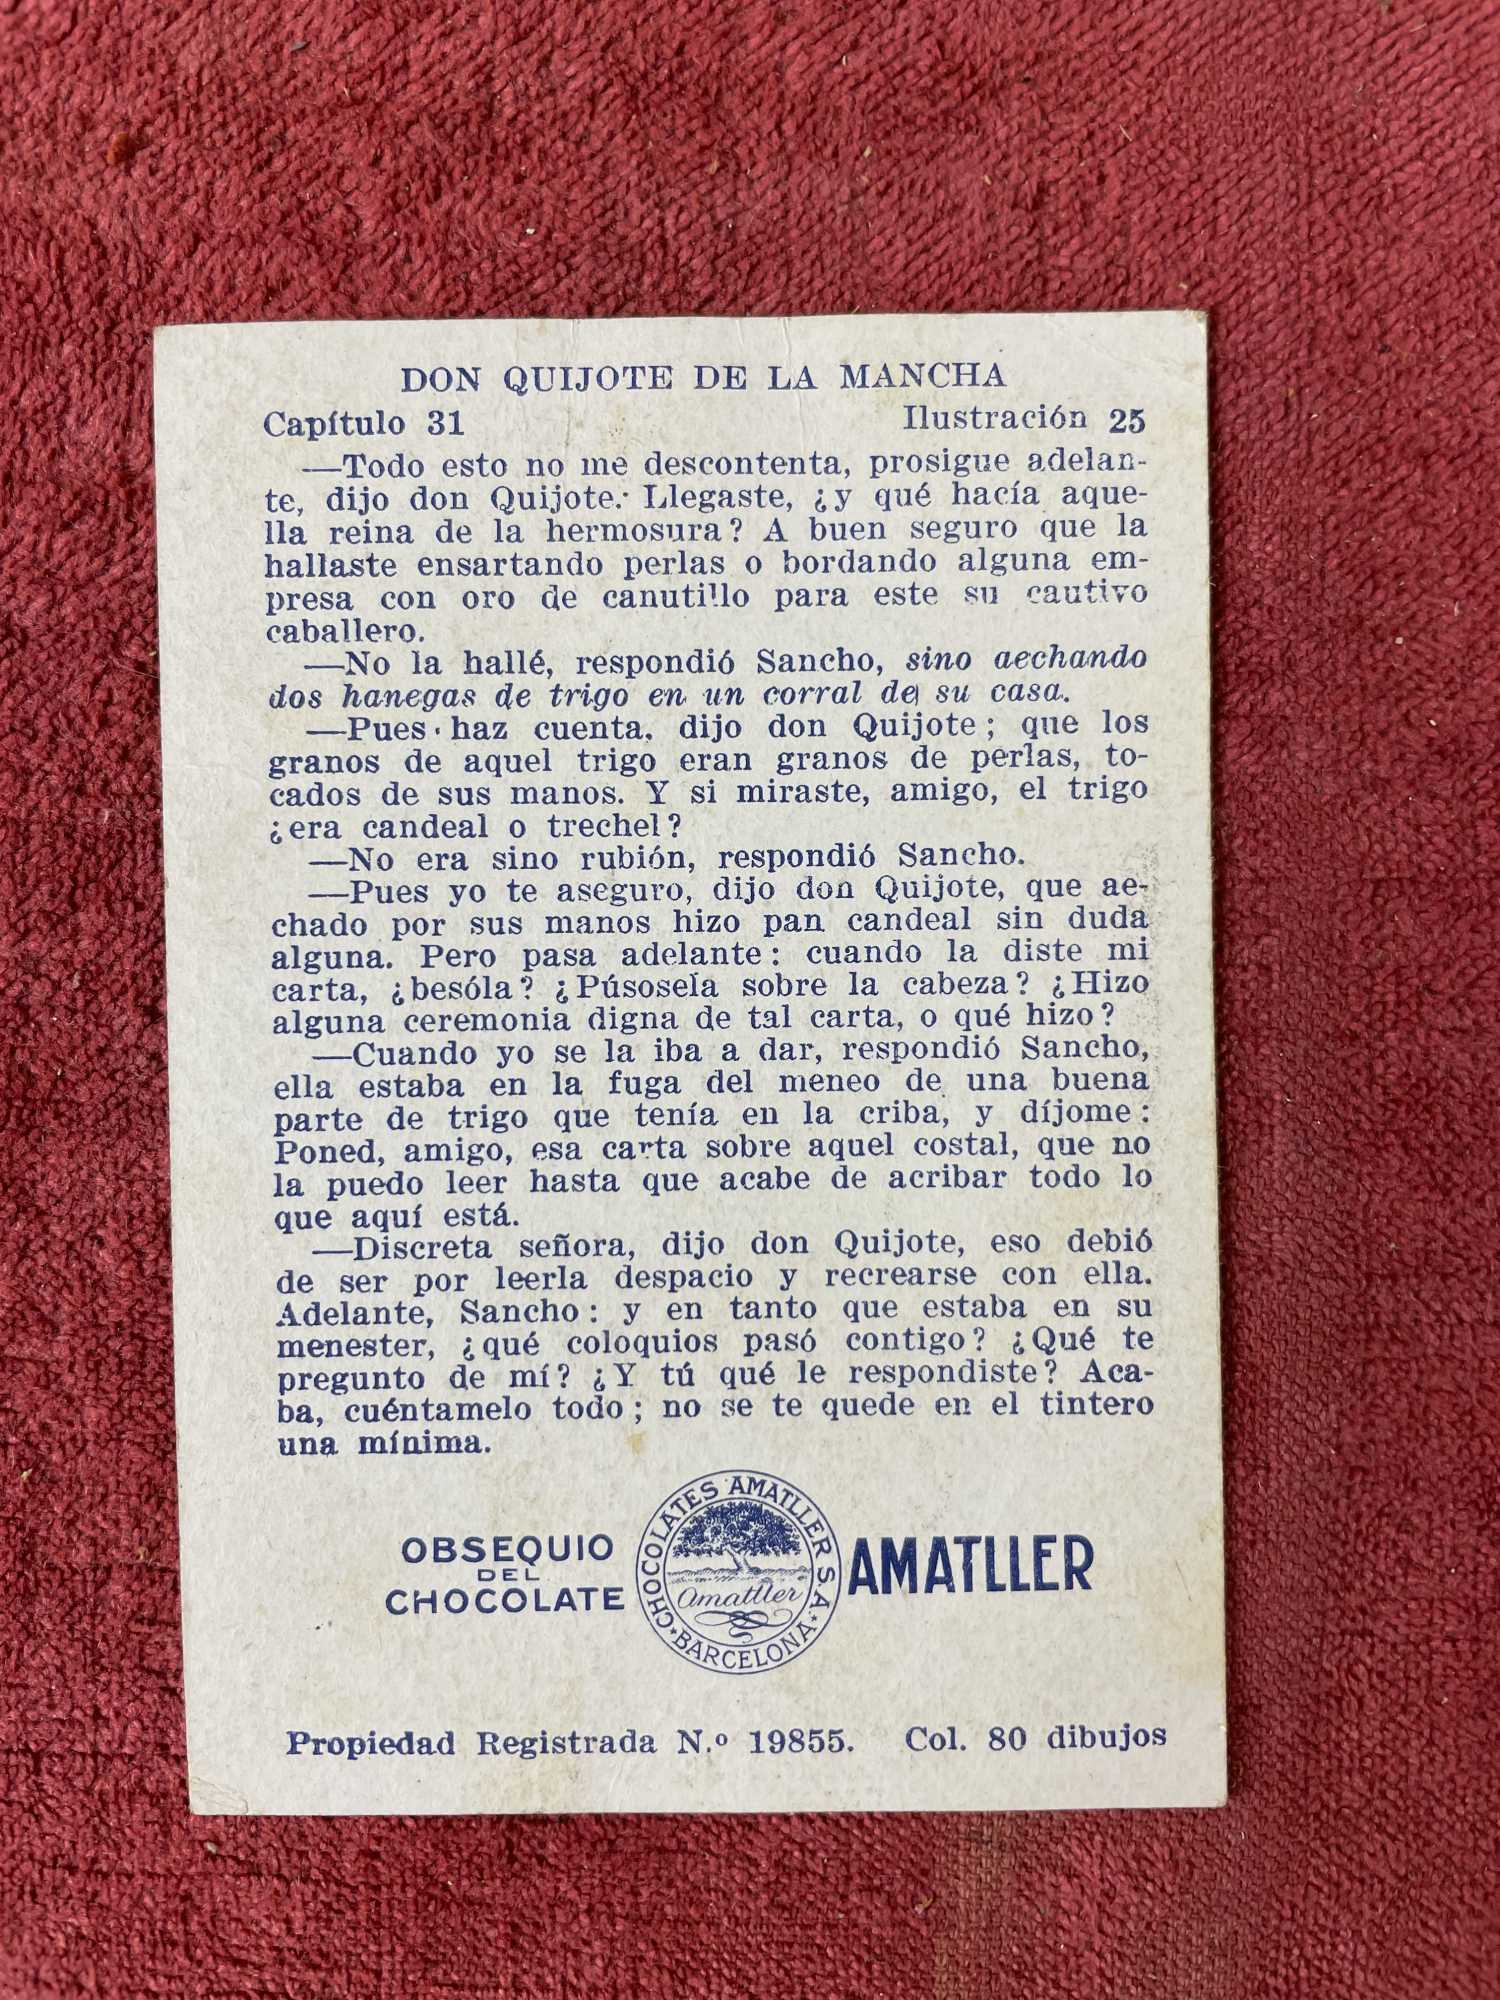 DON QUIJOTE DE LA MANCHA
Capítulo 31 Ilustración 25
—Todo esto no me descontenta, prosigue adelan-
te, dijo don Quijote. Llegaste, ¿y qué hacía aque-
lla reina de la hermosura? A buen seguro que la
hallaste ensartando perlas o bordando alguna em-
presa con oro de canutillo para este su cautivo
caballero.
—No la hallé, respondió Sancho, sino aechando
dos hanegas de trigo en un corral de su casa.
—Pues haz cuenta, dijo don Quijote; que los
granos de aquel trigo eran granos de perlas, to-
cados de sus manos. Y si miraste, amigo, el trigo
¿era candeal o trechel?
—No era sino rubión, respondió Sancho.
—Pues yo te aseguro, dijo don Quijote, que ae-
chado por sus manos hizo pan candeal sin duda
alguna. Pero pasa adelante: cuando la diste mi
carta, ¿besóla? ¿Púsosela sobre la cabeza? ¿Hizo
alguna ceremonia digna de tal carta, o qué hizo?
—Cuando yo se la iba a dar, respondió Sancho,
ella estaba en la fuga del meneo de una buena
parte de trigo que tenía en la criba, y díjome:
Poned, amigo, esa carta sobre aquel costal, que no
la puedo leer hasta que acabe de acribar todo lo
que aquí está.
—Discreta señora, dijo don Quijote, eso debió
de ser por leerla despacio y recrearse con ella.
Adelante, Sancho: y en tanto que estaba en su
menester, ¿qué coloquios pasó contigo? ¿Qué te
pregunto de mí? ¿Y tú qué le respondiste? Aca-
ba, cuéntamelo todo; no se te quede en el tintero
una mínima.
OBSEQUIO
DEL
CHOCOLATE
CHOCOLATES AMATLLER S.A.
Amatller
BARCELONA
AMATLLER
Propiedad Registrada N.º 19855. Col. 80 dibujos